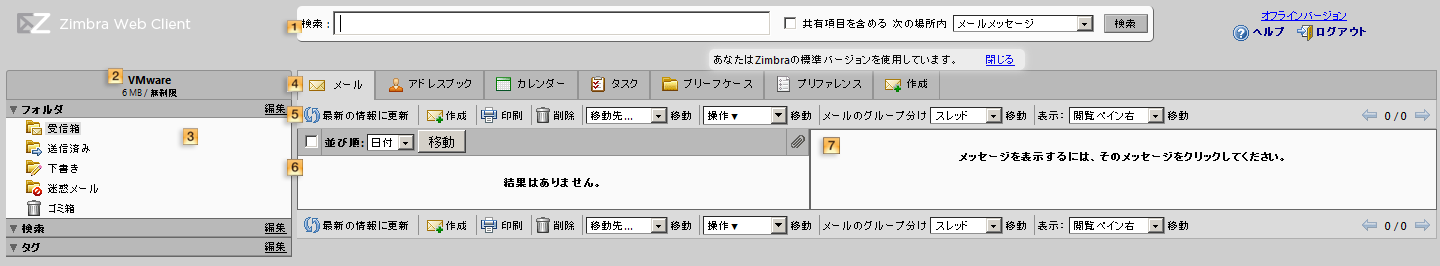 Zimbra Web Client
1 検索 : 共有項目を含める 次の場所内 メールメッセージ 検索
オフラインバージョン
ヘルプ ログアウト
あなたはZimbraの標準バージョンを使用しています。 閉じる
2 VMware
6 MB / 無制限
4 メール アドレスブック カレンダー タスク ブリーフケース プリファレンス 作成
フォルダ 編集
受信箱
3
送信済み
下書き
迷惑メール
ゴミ箱
検索 編集
タグ 編集
5 最新の情報に更新 作成 印刷 削除 移動先... 移動 操作▼ 移動 メールのグループ分け スレッド 移動 表示: 閲覧ペイン右 移動 0 / 0
並び順: 日付 移動
6 結果はありません。
7 メッセージを表示するには、そのメッセージをクリックしてください。
最新の情報に更新 作成 印刷 削除 移動先... 移動 操作▼ 移動 メールのグループ分け スレッド 移動 表示: 閲覧ペイン右 移動 0 / 0